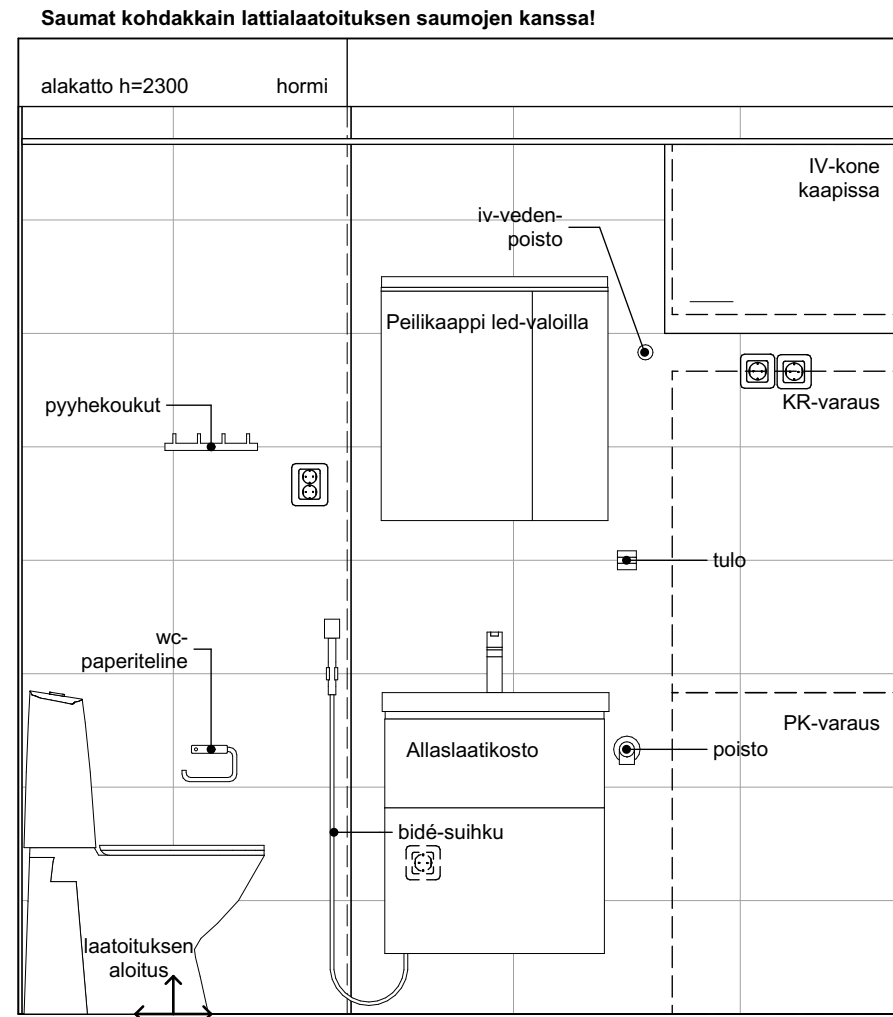 Saumat kohdakkain lattialaatoituksen saumojen kanssa!
alakatto h=2300
hormi
IV-kone
kaapissa
iv-veden-
poisto
Peilikaappi led-valoilla
pyyhekoukut
KR-varaus
tulo
wc-
paperiteline
PK-varaus
Allaslaatikosto
poisto
bidé-suihku
laatoituksen
aloitus